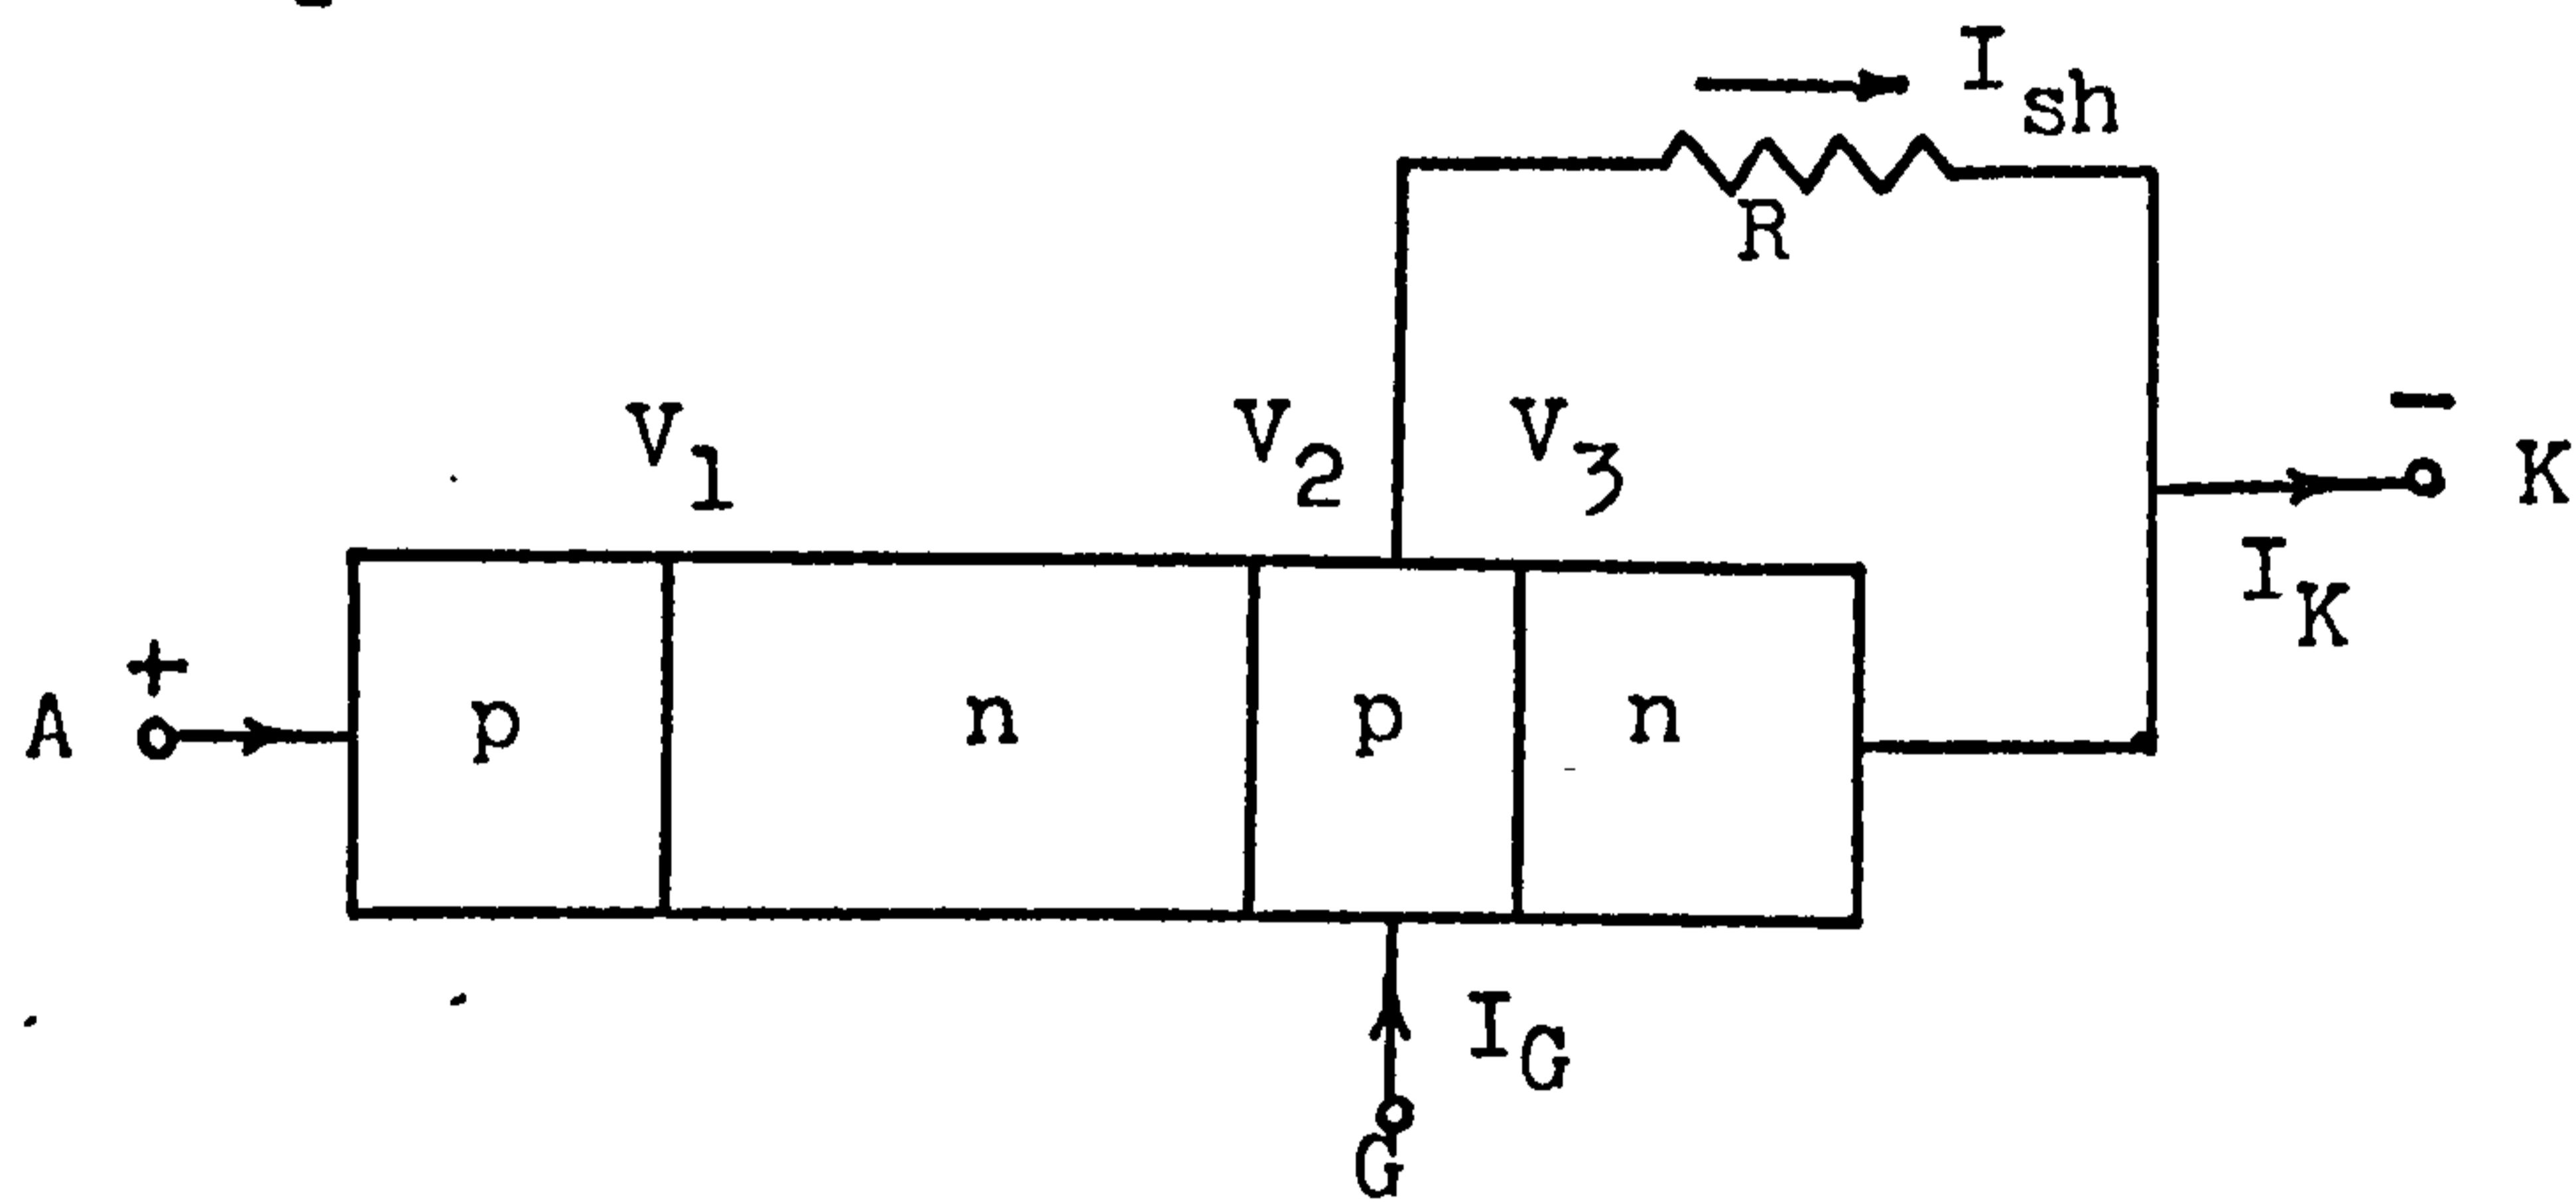 I_sh
R
V_1 V_2 V_3
− K
I_K
+
A p n p n
I_G
G